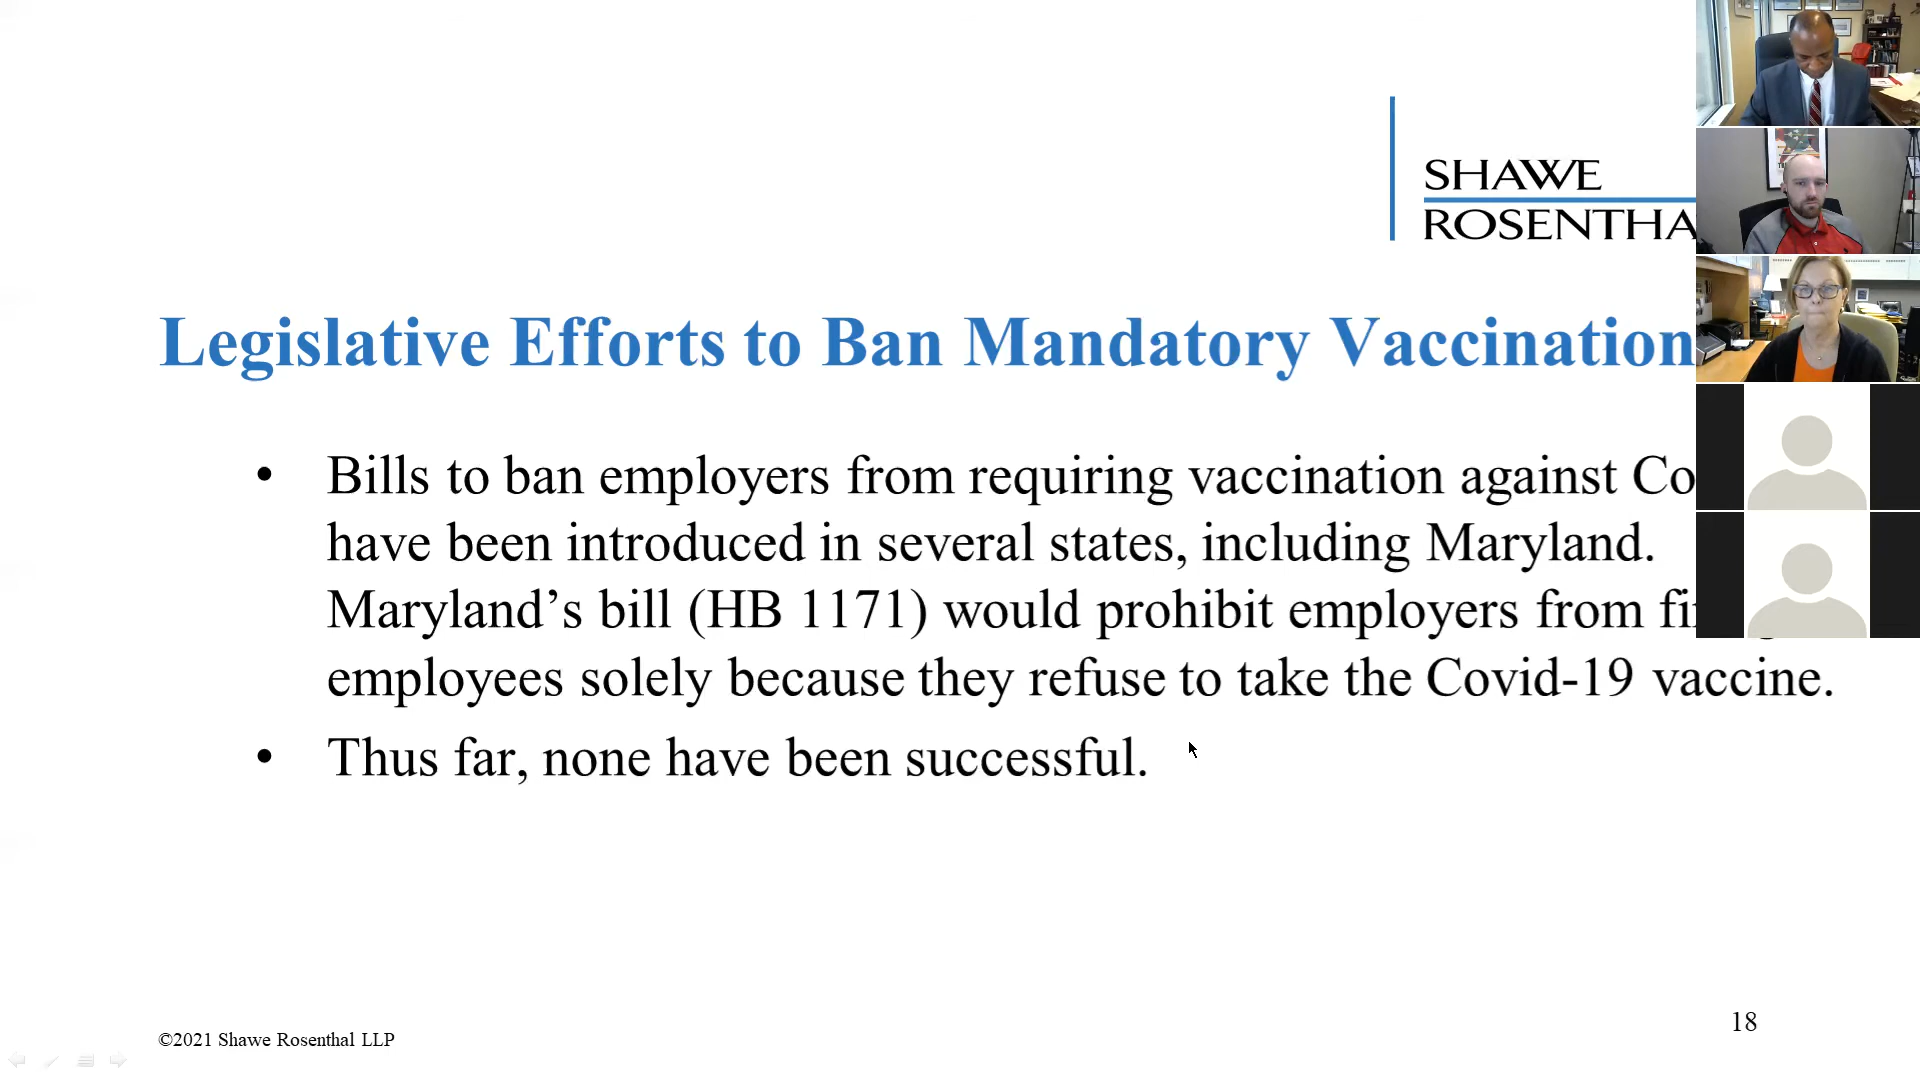 SHAWE
ROSENTHA
Legislative Efforts to Ban Mandatory Vaccination
• Bills to ban employers from requiring vaccination against Co
have been introduced in several states, including Maryland.
Maryland’s bill (HB 1171) would prohibit employers from
employees solely because they refuse to take the Covid-19 vaccine.
• Thus far, none have been successful.
©2021 Shawe Rosenthal LLP
18